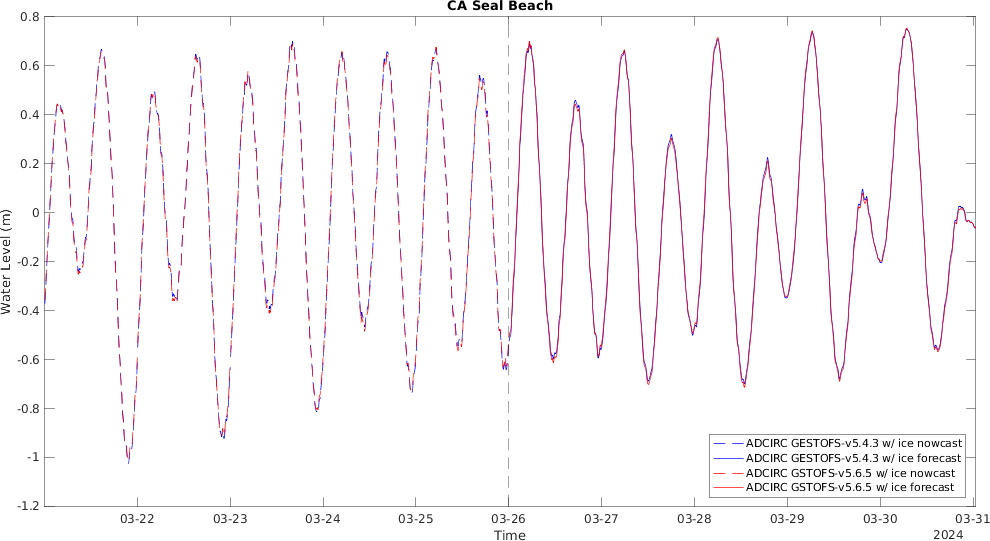 CA Seal Beach
0.8
0.6
0.4
0.2
0
-0.2
-0.4
-0.6
-0.8
-1
-1.2
Water Level (m)
ADCIRC GESTOFS-v5.4.3 w/ ice nowcast
ADCIRC GESTOFS-v5.4.3 w/ ice forecast
ADCIRC GSTOFS-v5.6.5 w/ ice nowcast
ADCIRC GSTOFS-v5.6.5 w/ ice forecast
03-22 03-23 03-24 03-25 03-26 03-27 03-28 03-29 03-30 03-31
Time
2024